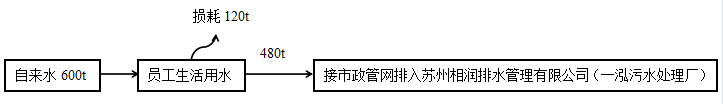 损耗 120t
480t
自来水 600t
员工生活用水
接市政管网排入苏州相润排水管理有限公司（一泓污水处理厂）